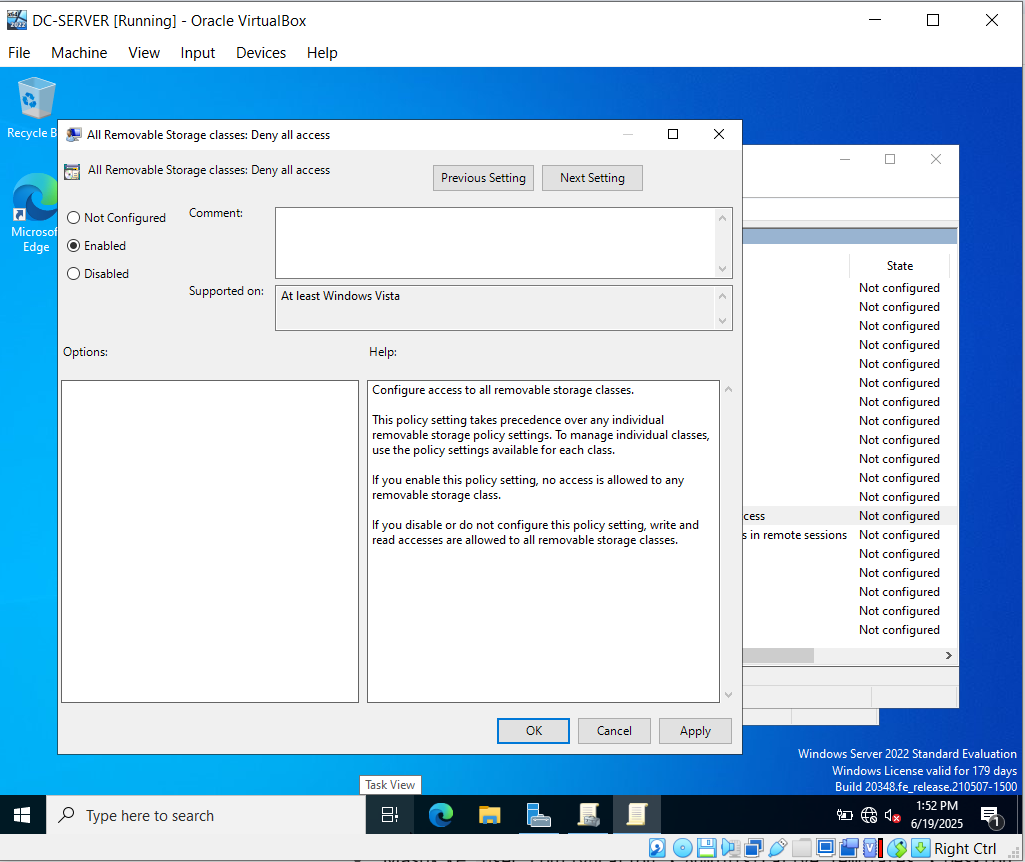 DC-SERVER [Running] - Oracle VirtualBox
File Machine View Input Devices Help
Recycle B
Microsof
Edge
All Removable Storage classes: Deny all access
All Removable Storage classes: Deny all access
Previous Setting
Next Setting
Not Configured
Enabled
Disabled
Comment:
Supported on:
At least Windows Vista
Options:
Help:
Configure access to all removable storage classes.
This policy setting takes precedence over any individual
removable storage policy settings. To manage individual classes,
use the policy settings available for each class.
If you enable this policy setting, no access is allowed to any
removable storage class.
If you disable or do not configure this policy setting, write and
read accesses are allowed to all removable storage classes.
OK
Cancel
Apply
State
Not configured
Not configured
Not configured
Not configured
Not configured
Not configured
Not configured
Not configured
Not configured
Not configured
Not configured
Not configured
cess Not configured
s in remote sessions Not configured
Not configured
Not configured
Not configured
Not configured
Not configured
Windows Server 2022 Standard Evaluation
Windows License valid for 179 days
Build 20348.fe_release.210507-1500
Task View
Type here to search
1:52 PM
6/19/2025
1
Right Ctrl